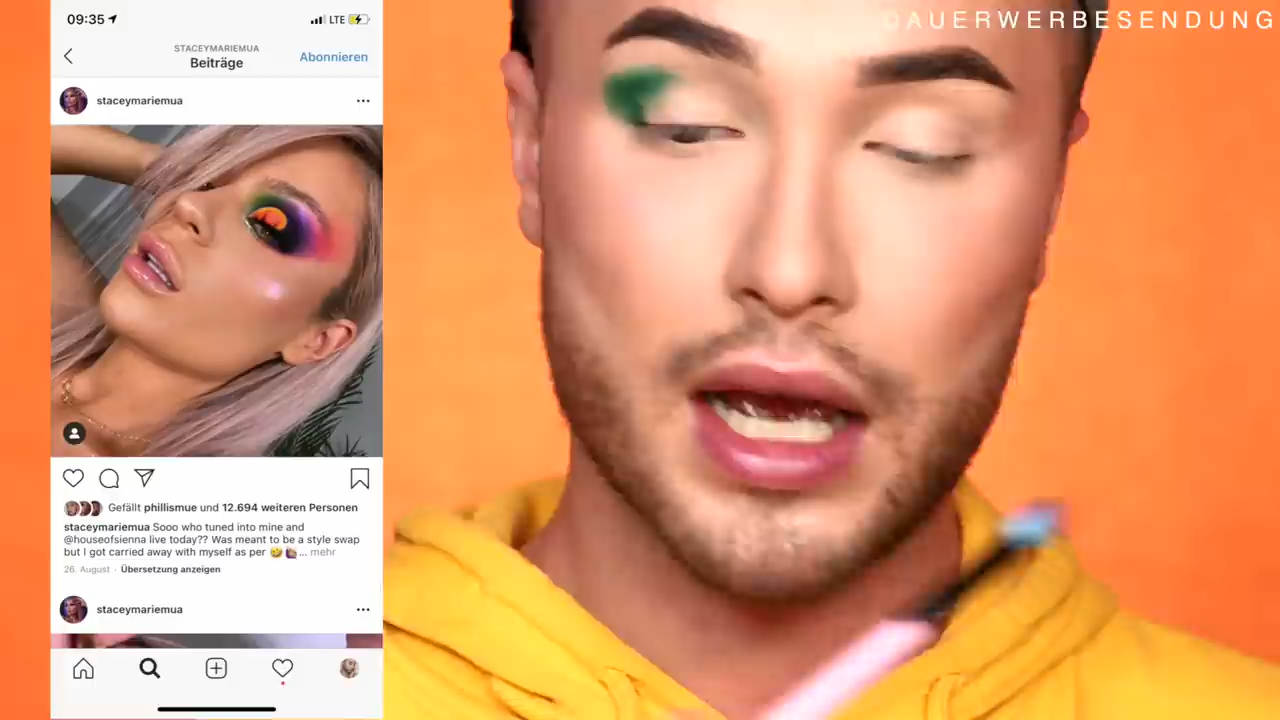 09:35
LTE
DAUERWERBESENDUNG
STACEYMARIEMUA
Beiträge
Abonnieren
staceymariemua
Gefällt phillismue und 12.694 weiteren Personen
staceymariemua Sooo who tuned into mine and
@houseofsienna live today?? Was meant to be a style swap
but I got carried away with myself as per 🤣 🙋🏽‍♀️ ... mehr
26. August · Übersetzung anzeigen
staceymariemua